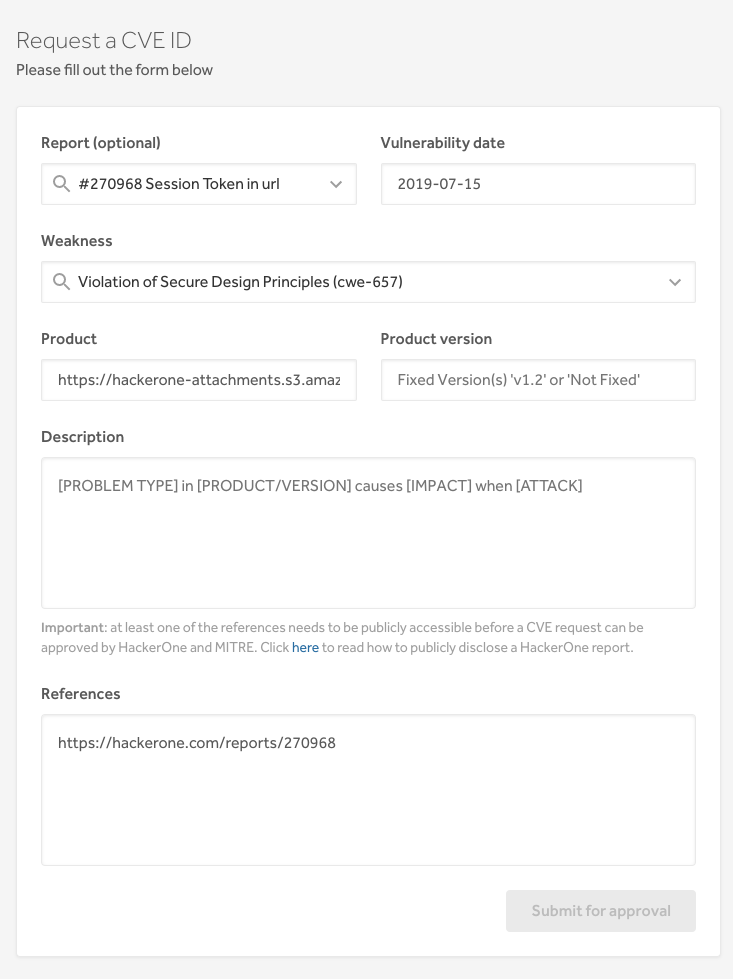 Request a CVE ID
Please fill out the form below
Report (optional)
Vulnerability date
#270968 Session Token in url
2019-07-15
Weakness
Violation of Secure Design Principles (cwe-657)
Product
Product version
https://hackerone-attachments.s3.amaz
Fixed Version(s) 'v1.2' or 'Not Fixed'
Description
[PROBLEM TYPE] in [PRODUCT/VERSION] causes [IMPACT] when [ATTACK]
Important: at least one of the references needs to be publicly accessible before a CVE request can be
approved by HackerOne and MITRE. Click here to read how to publicly disclose a HackerOne report.
References
https://hackerone.com/reports/270968
Submit for approval